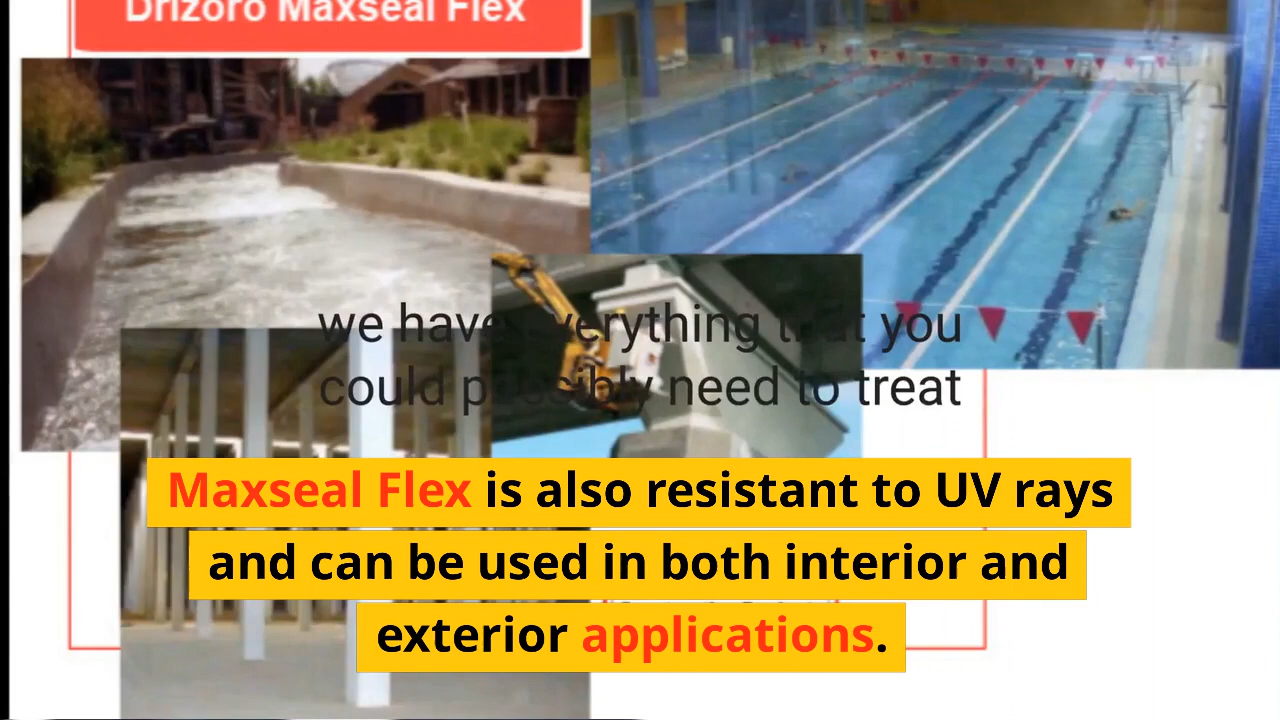 Drizoro Maxseal Flex
we have everything that you
could possibly need to treat
Maxseal Flex is also resistant to UV rays
and can be used in both interior and
exterior applications.